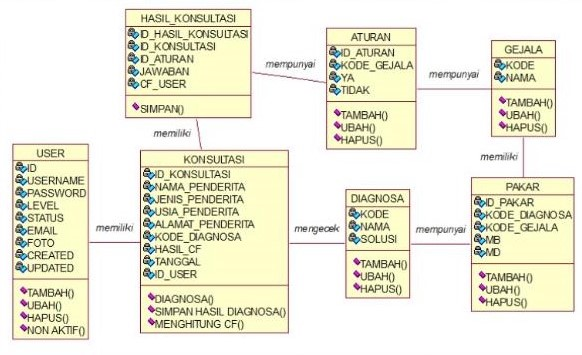 HASIL_KONSULTASI
ID_HASIL_KONSULTASI
ID_KONSULTASI
ID_ATURAN
JAWABAN
CF_USER
SIMPAN()
mempunyai
ATURAN
ID_ATURAN
KODE_GEJALA
YA
TIDAK
TAMBAH()
UBAH()
HAPUS()
mempunyai
GEJALA
KODE
NAMA
TAMBAH()
UBAH()
HAPUS()
memiliki
memiliki
USER
ID
USERNAME
PASSWORD
LEVEL
STATUS
EMAIL
FOTO
CREATED
UPDATED
TAMBAH()
UBAH()
HAPUS()
NON AKTIF()
memiliki
KONSULTASI
ID_KONSULTASI
NAMA_PENDERITA
JENIS_PENDERITA
USIA_PENDERITA
ALAMAT_PENDERITA
KODE_DIAGNOSA
HASIL_CF
TANGGAL
ID_USER
DIAGNOSA()
SIMPAN HASIL DIAGNOSA()
MENGHITUNG CF()
mengecek
DIAGNOSA
KODE
NAMA
SOLUSI
TAMBAH()
UBAH()
HAPUS()
mempunyai
PAKAR
ID_PAKAR
KODE_DIAGNOSA
KODE_GEJALA
MB
MD
TAMBAH()
UBAH()
HAPUS()